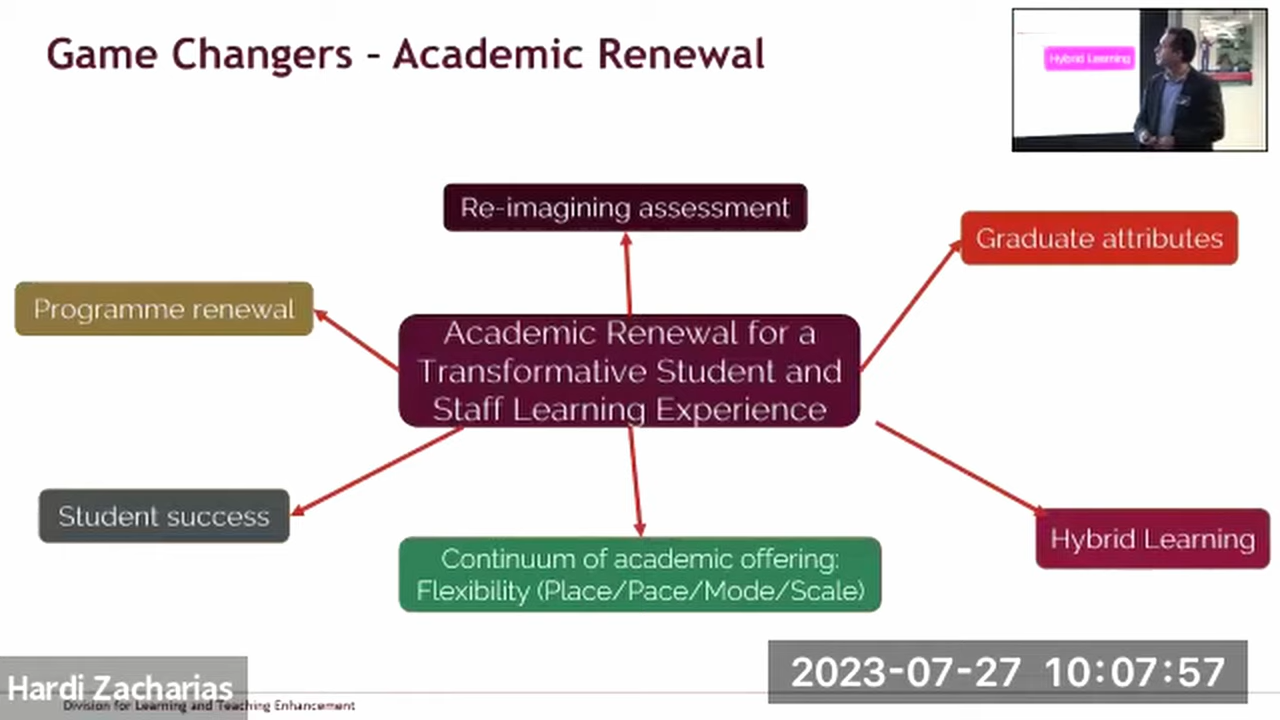 Game Changers – Academic Renewal
Hybrid Learning
Re-imagining assessment
Graduate attributes
Programme renewal
Academic Renewal for a
Transformative Student and
Staff Learning Experience
Student success
Continuum of academic offering:
Flexibility (Place/Pace/Mode/Scale)
Hybrid Learning
2023-07-27 10:07:57
Hardi Zacharias
Division for Learning and Teaching Enhancement